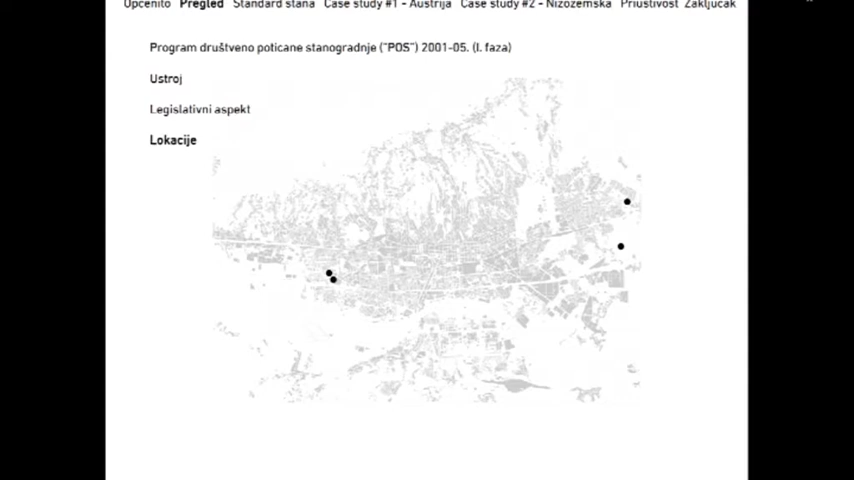 Općenito Pregled Standard stana Case study #1 - Austrija Case study #2 - Nizozemska Priuštivost Zaključak
Program društveno poticane stanogradnje ("POS") 2001-05. (I. faza)
Ustroj
Legislativni aspekt
Lokacije